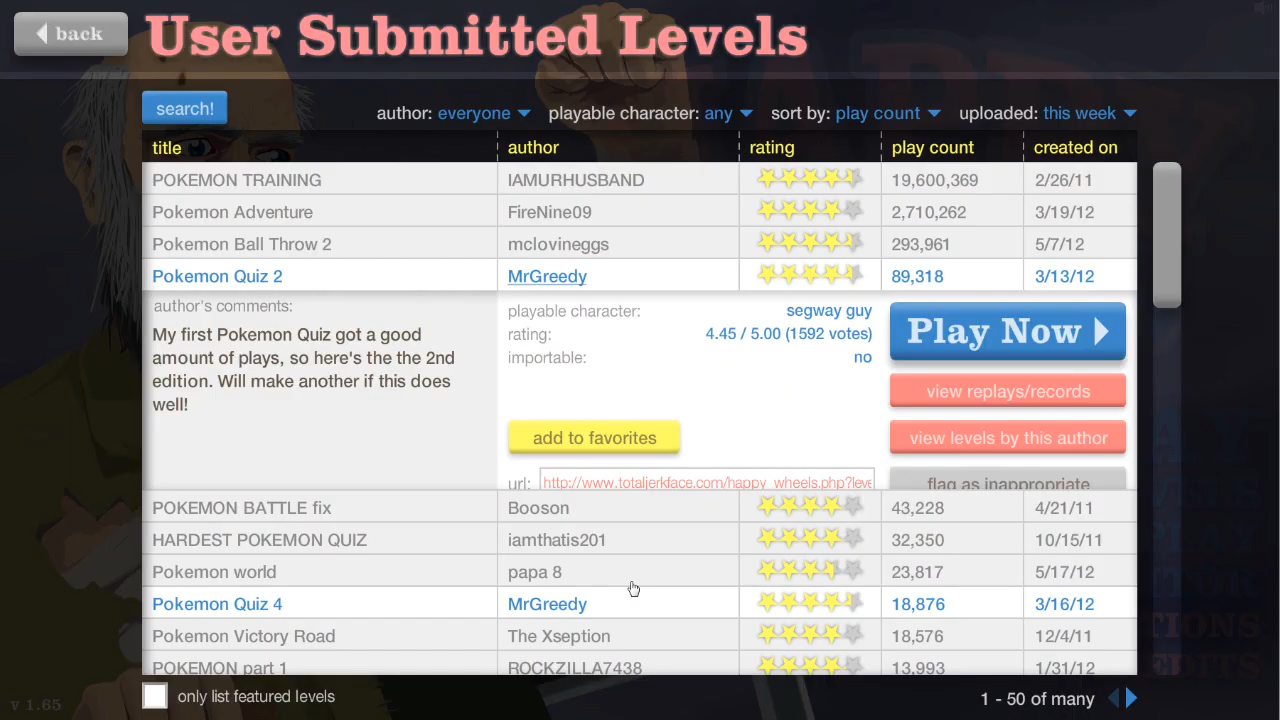 back
User Submitted Levels
search!
author: everyone playable character: any sort by: play count uploaded: this week
title author rating play count created on
POKEMON TRAINING IAMURHUSBAND 19,600,369 2/26/11
Pokemon Adventure FireNine09 2,710,262 3/19/12
Pokemon Ball Throw 2 mclovineggs 293,961 5/7/12
Pokemon Quiz 2 MrGreedy 89,318 3/13/12
author's comments:
My first Pokemon Quiz got a good
amount of plays, so here's the the 2nd
edition. Will make another if this does
well!
playable character: segway guy
rating: 4.45 / 5.00 (1592 votes)
importable: no
add to favorites
url: http://www.totaljerkface.com/happy_wheels.php?leve
Play Now
view replays/records
view levels by this author
flag as inappropriate
POKEMON BATTLE fix Booson 43,228 4/21/11
HARDEST POKEMON QUIZ iamthatis201 32,350 10/15/11
Pokemon world papa 8 23,817 5/17/12
Pokemon Quiz 4 MrGreedy 18,876 3/16/12
Pokemon Victory Road The Xseption 18,576 12/4/11
POKEMON part 1 ROCKZILLA7438 13,993 1/31/12
only list featured levels
1 - 50 of many
v 1.65